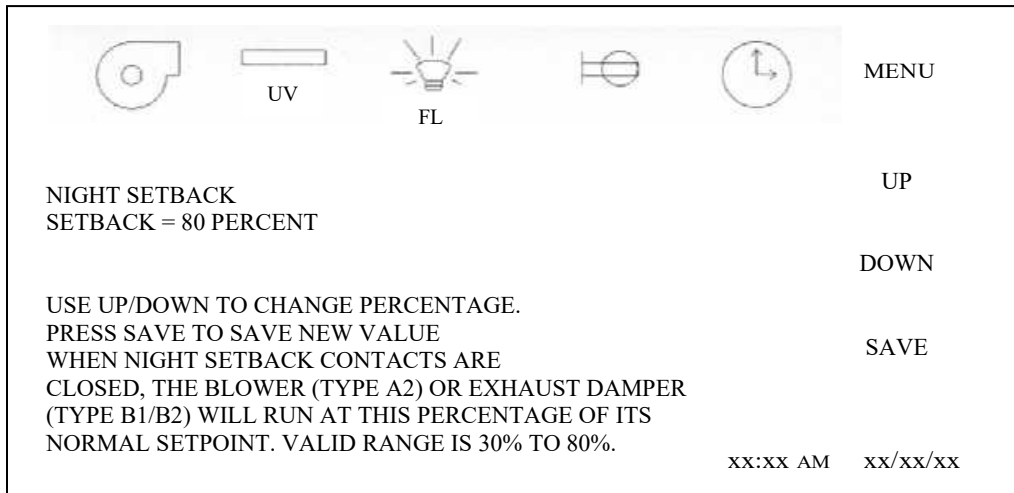 MENU
UV
FL
UP
NIGHT SETBACK
SETBACK = 80 PERCENT
DOWN
USE UP/DOWN TO CHANGE PERCENTAGE.
PRESS SAVE TO SAVE NEW VALUE
SAVE
WHEN NIGHT SETBACK CONTACTS ARE
CLOSED, THE BLOWER (TYPE A2) OR EXHAUST DAMPER
(TYPE B1/B2) WILL RUN AT THIS PERCENTAGE OF ITS
NORMAL SETPOINT. VALID RANGE IS 30% TO 80%.
xx:xx AM xx/xx/xx